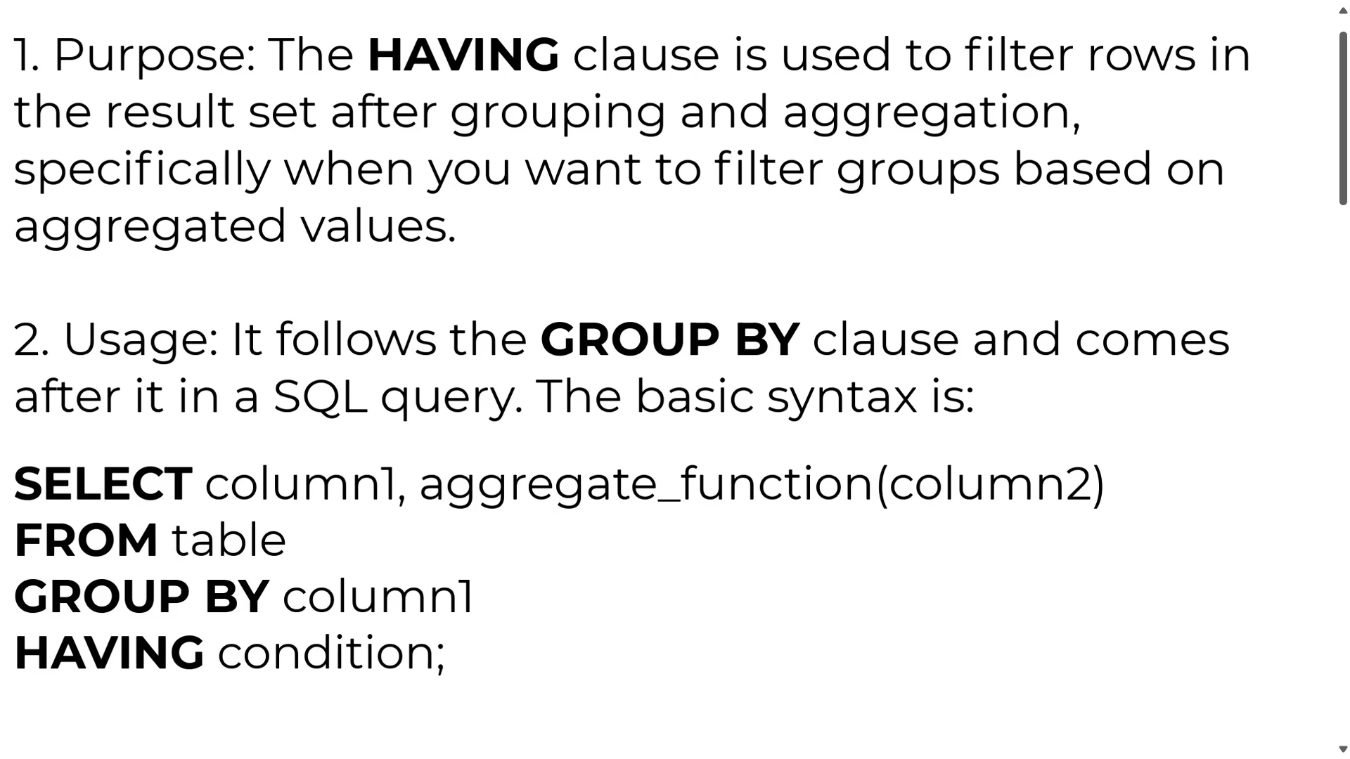 1. Purpose: The HAVING clause is used to filter rows in
the result set after grouping and aggregation,
specifically when you want to filter groups based on
aggregated values.
2. Usage: It follows the GROUP BY clause and comes
after it in a SQL query. The basic syntax is:
SELECT column1, aggregate_function(column2)
FROM table
GROUP BY column1
HAVING condition;